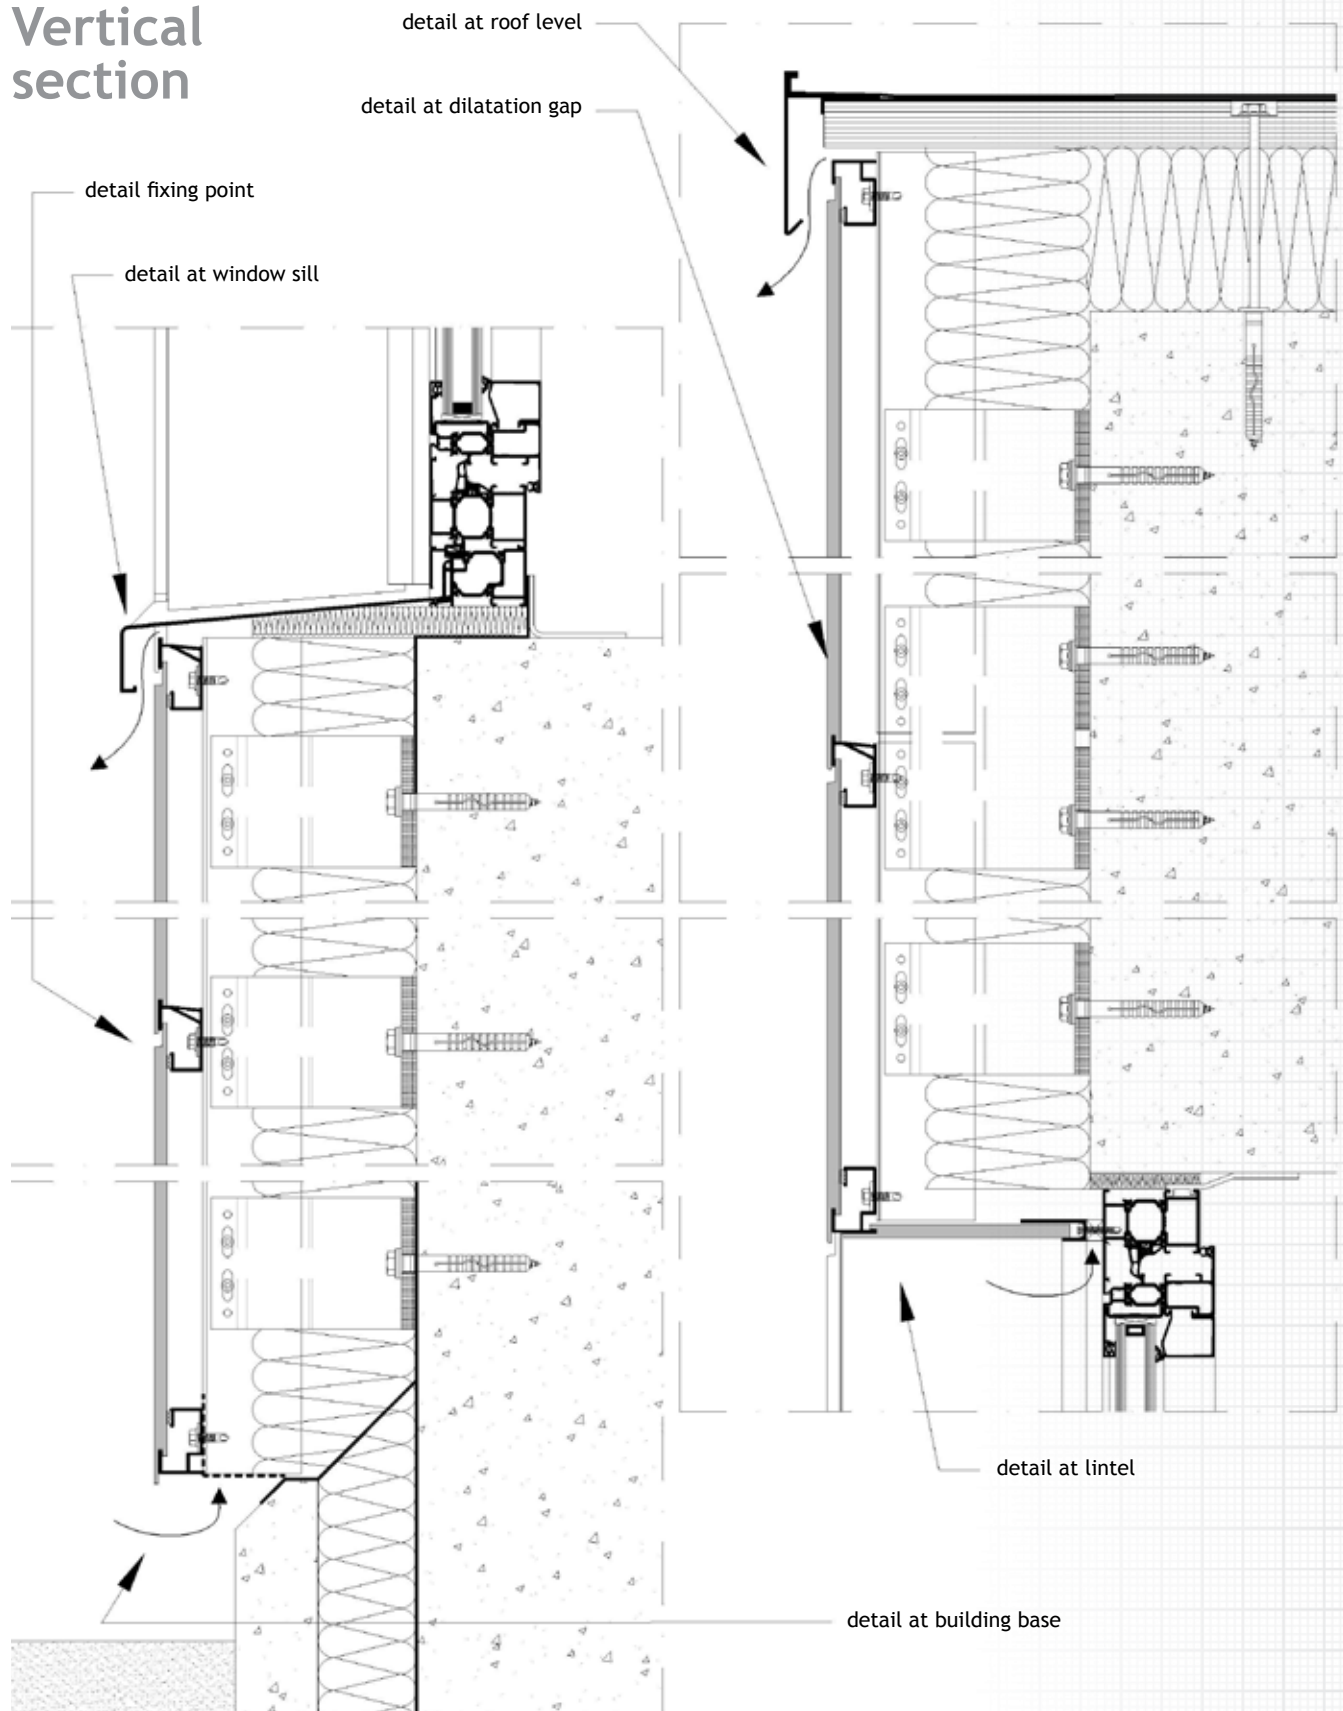 Vertical
section
detail at roof level
detail at dilatation gap
detail fixing point
detail at window sill
detail at lintel
detail at building base